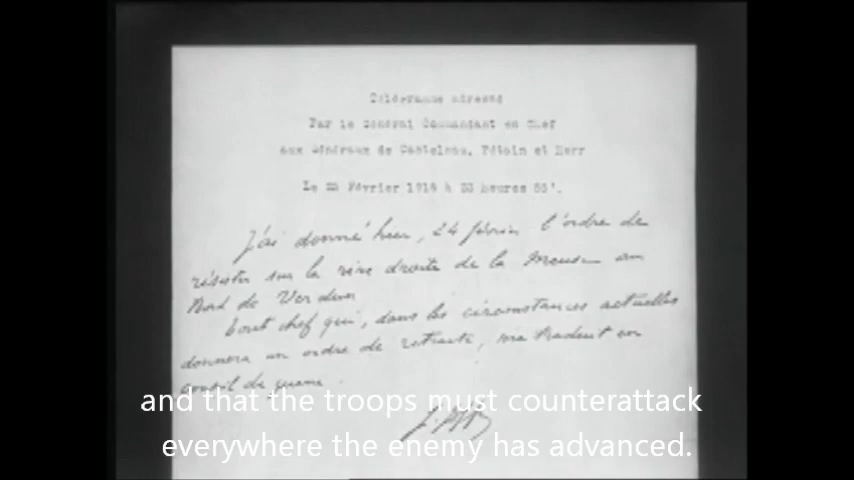 Télégramme adressé
Par le Général Commandant en Chef
aux Généraux de Castelnau, Pétain et Herr
Le 25 Février 1916 à heures
J'ai donné hier, 24 février l'ordre de
résister sur la rive droite de la Meuse au
Nord de Verdun
tout chef qui, dans les circonstances actuelles
donnera un ordre de retraite, sera traduit en
conseil de guerre.
and that the troops must counterattack
everywhere the enemy has advanced.